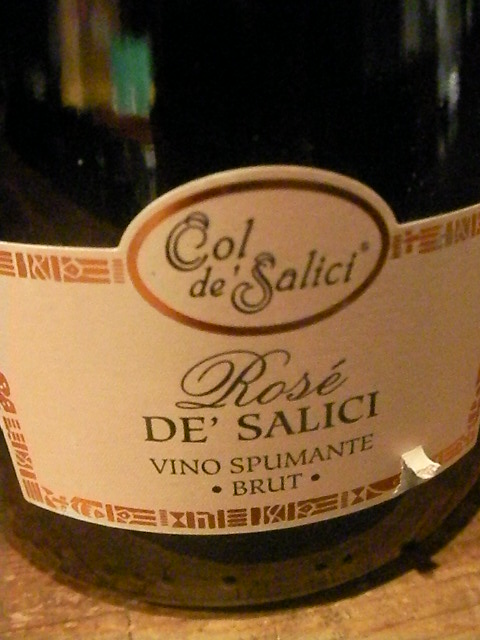 Col
de' Salici®
Rosé
DE' SALICI
VINO SPUMANTE
• BRUT •